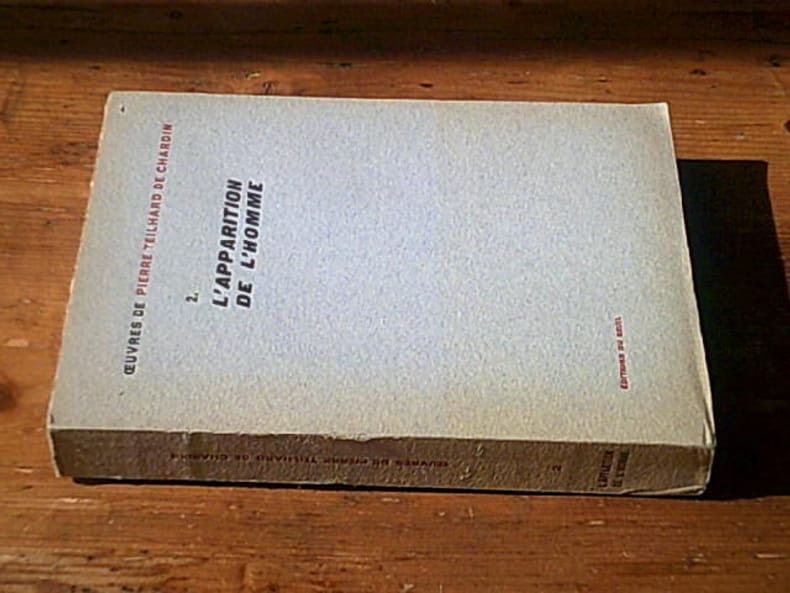 ŒUVRES DE PIERRE TEILHARD DE CHARDIN
2.
L'APPARITION
DE L'HOMME
ÉDITIONS DU SEUIL
ŒUVRES DE PIERRE TEILHARD DE CHARDIN
2
L'APPARITION
DE L'HOMME